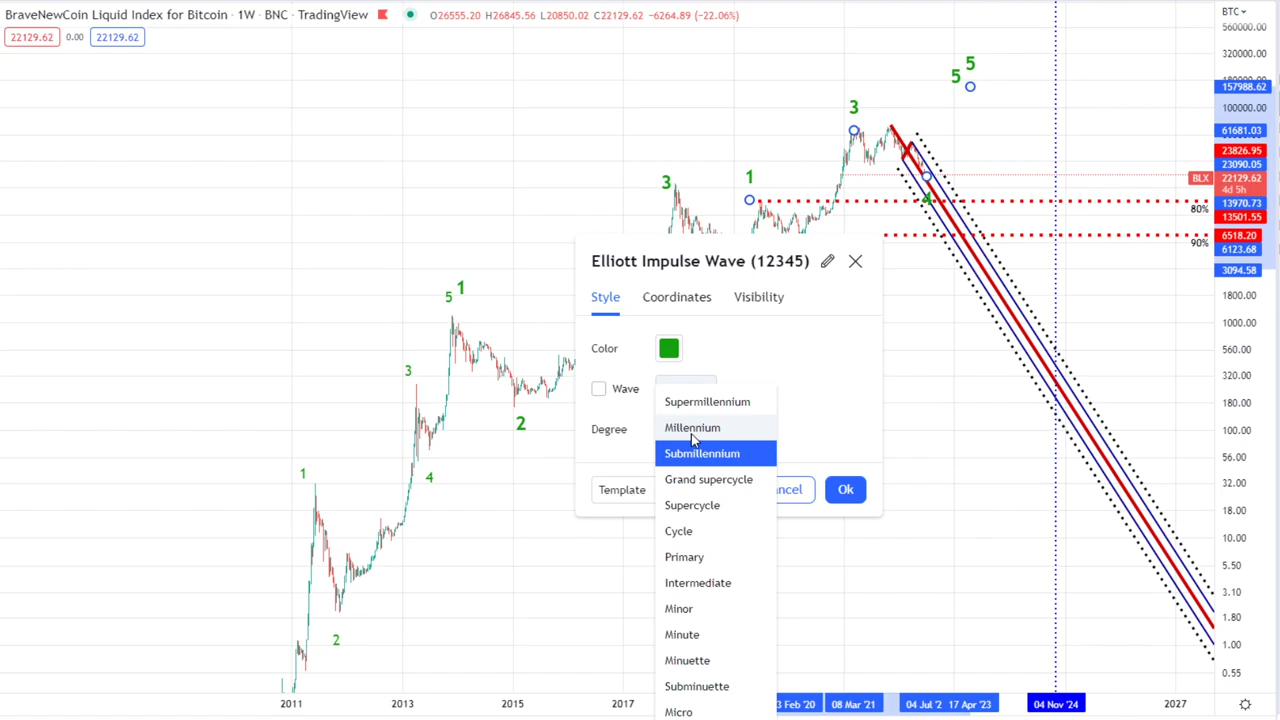 BraveNewCoin Liquid Index for Bitcoin · 1W · BNC · TradingView O26555.20 H26845.56 L20850.02 C22129.62 −6264.89 (−22.06%)
22129.62 0.00 22129.62
BTC
560000.00
320000.00
157988.62
100000.00
61681.03
23826.95
23090.05
BLX 22129.62
4d 5h
13970.73
13501.55
6518.20
6123.68
3094.58
1800.00
1000.00
560.00
320.00
180.00
100.00
56.00
32.00
18.00
10.00
5.50
3.10
1.80
1.00
0.55
80%
90%
5 5
3
3
1
4
5 1
3
2
1
4
2
Elliott Impulse Wave (12345)
Style Coordinates Visibility
Color
Wave
Degree
Template
Ok
Supermillennium
Millennium
Submillennium
Grand supercycle
Supercycle
Cycle
Primary
Intermediate
Minor
Minute
Minuette
Subminuette
Micro
2011 2013 2015 2017 08 Mar '21 17 Apr '23 04 Nov '24 2027